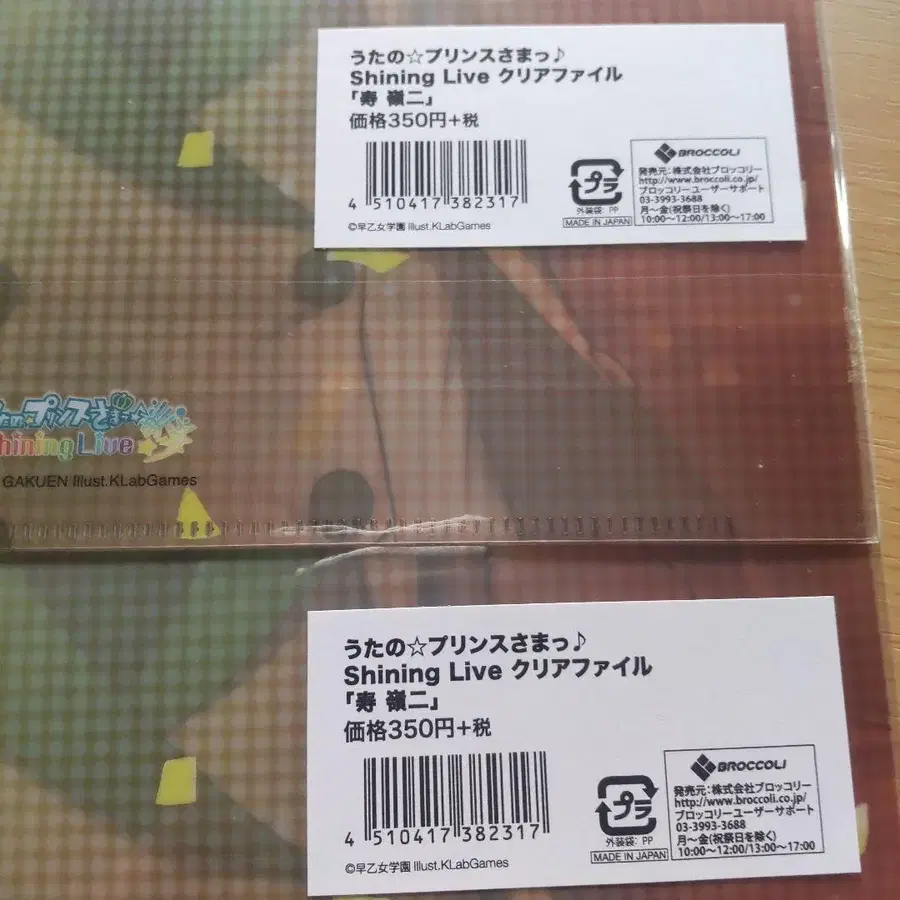 うたの☆プリンスさまっ♪
Shining Live クリアファイル
「寿 嶺二」
価格350円+税
4 510417 382317
©早乙女学園 Illust.KLabGames
プラ
外装袋: PP
MADE IN JAPAN
BROCCOLI
発売元:株式会社ブロッコリー
http://www.broccoli.co.jp/
ブロッコリーユーザーサポート
03-3993-3688
月〜金(祝祭日を除く)
10:00〜12:00/13:00〜17:00
たの☆プリンスさまっ♪
hining Live
GAKUEN Illust.KLabGames
うたの☆プリンスさまっ♪
Shining Live クリアファイル
「寿 嶺二」
価格350円+税
4 510417 382317
©早乙女学園 Illust.KLabGames
プラ
外装袋: PP
MADE IN JAPAN
BROCCOLI
発売元:株式会社ブロッコリー
http://www.broccoli.co.jp/
ブロッコリーユーザーサポート
03-3993-3688
月〜金(祝祭日を除く)
10:00〜12:00/13:00〜17:00